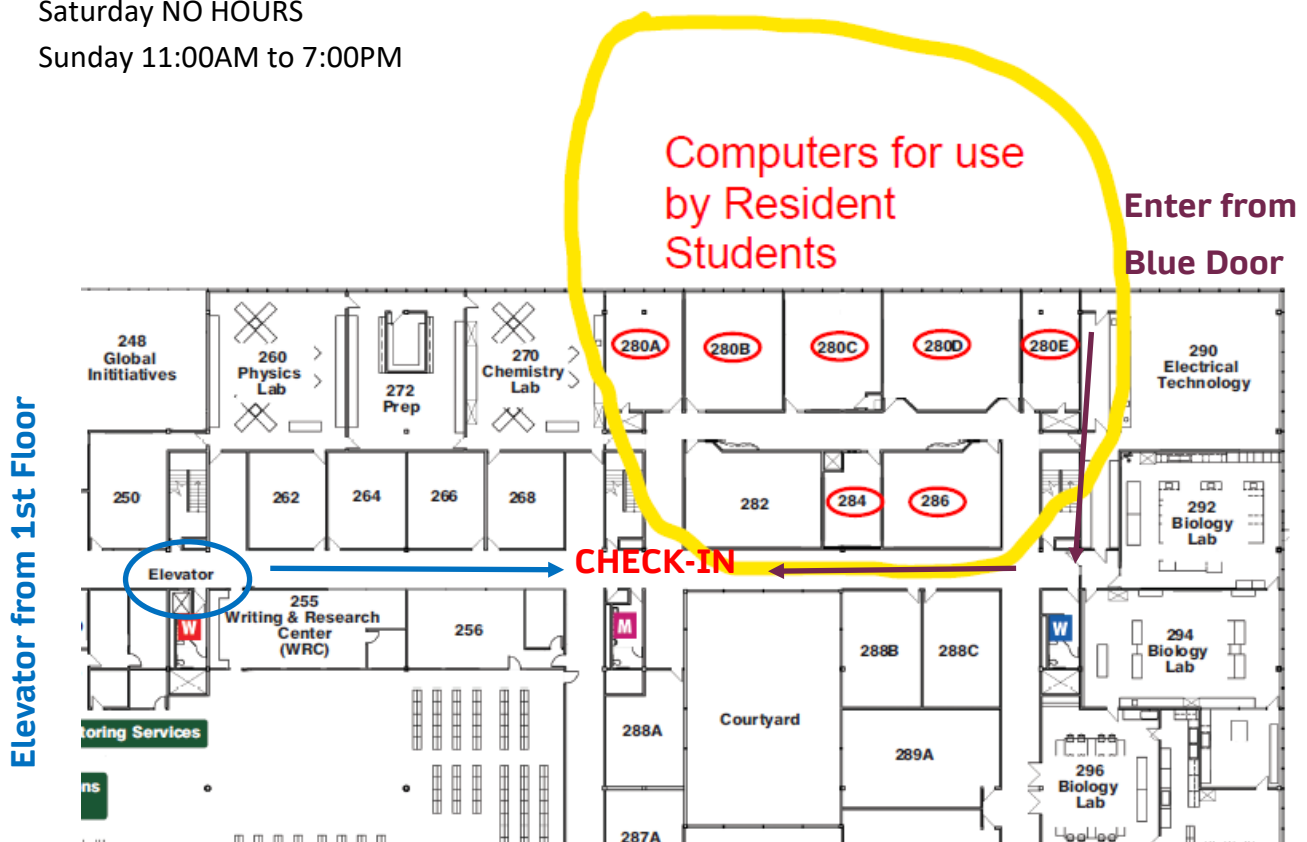 Saturday NO HOURS
Sunday 11:00AM to 7:00PM
Computers for use
by Resident
Students
Enter from
Blue Door
Elevator from 1st Floor
248
Global
Inititiatives
260
Physics
Lab
272
Prep
270
Chemistry
Lab
280A
280B
280C
280D
280E
290
Electrical
Technology
250
262
264
266
268
282
284
286
292
Biology
Lab
CHECK-IN
Elevator
W
255
Writing & Research
Center
(WRC)
256
M
288B
288C
W
294
Biology
Lab
toring Services
288A
Courtyard
289A
296
Biology
Lab
ns
287A